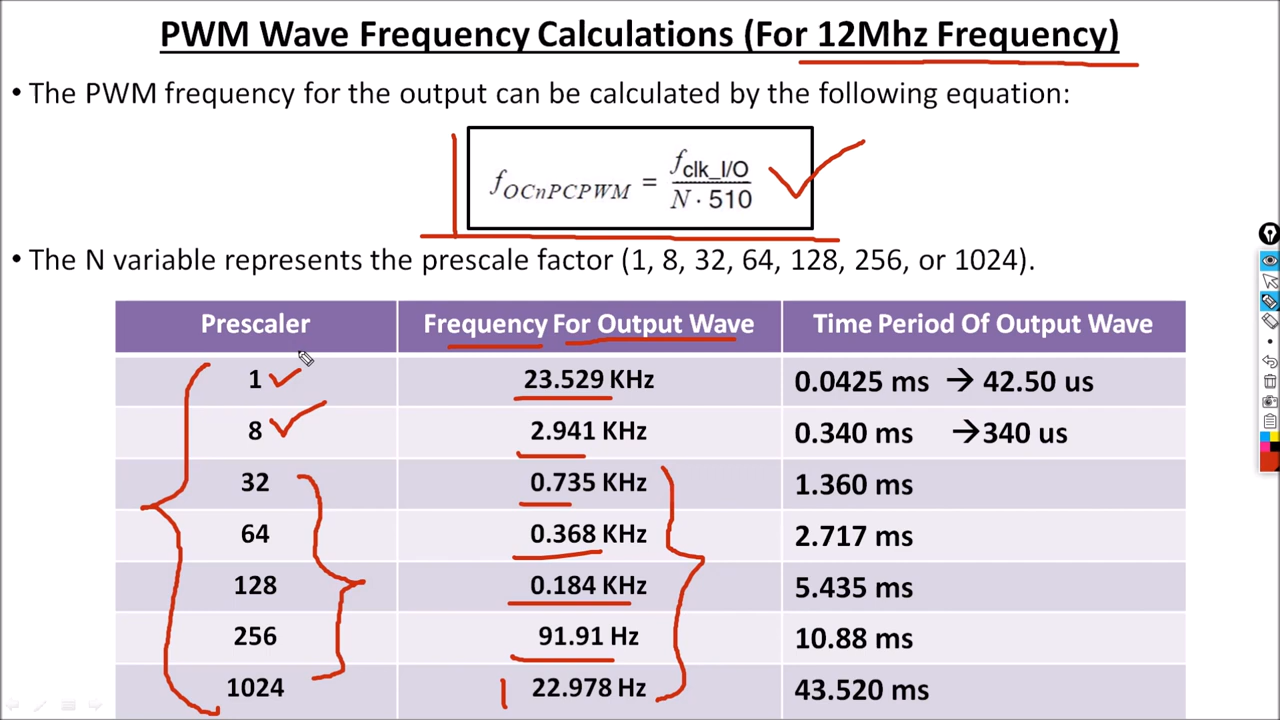 PWM Wave Frequency Calculations (For 12Mhz Frequency)
• The PWM frequency for the output can be calculated by the following equation:
fOCnPCPWM = fclk_I/O / N · 510
• The N variable represents the prescale factor (1, 8, 32, 64, 128, 256, or 1024).
Prescaler Frequency For Output Wave Time Period Of Output Wave
1 23.529 KHz 0.0425 ms → 42.50 us
8 2.941 KHz 0.340 ms →340 us
32 0.735 KHz 1.360 ms
64 0.368 KHz 2.717 ms
128 0.184 KHz 5.435 ms
256 91.91 Hz 10.88 ms
1024 22.978 Hz 43.520 ms